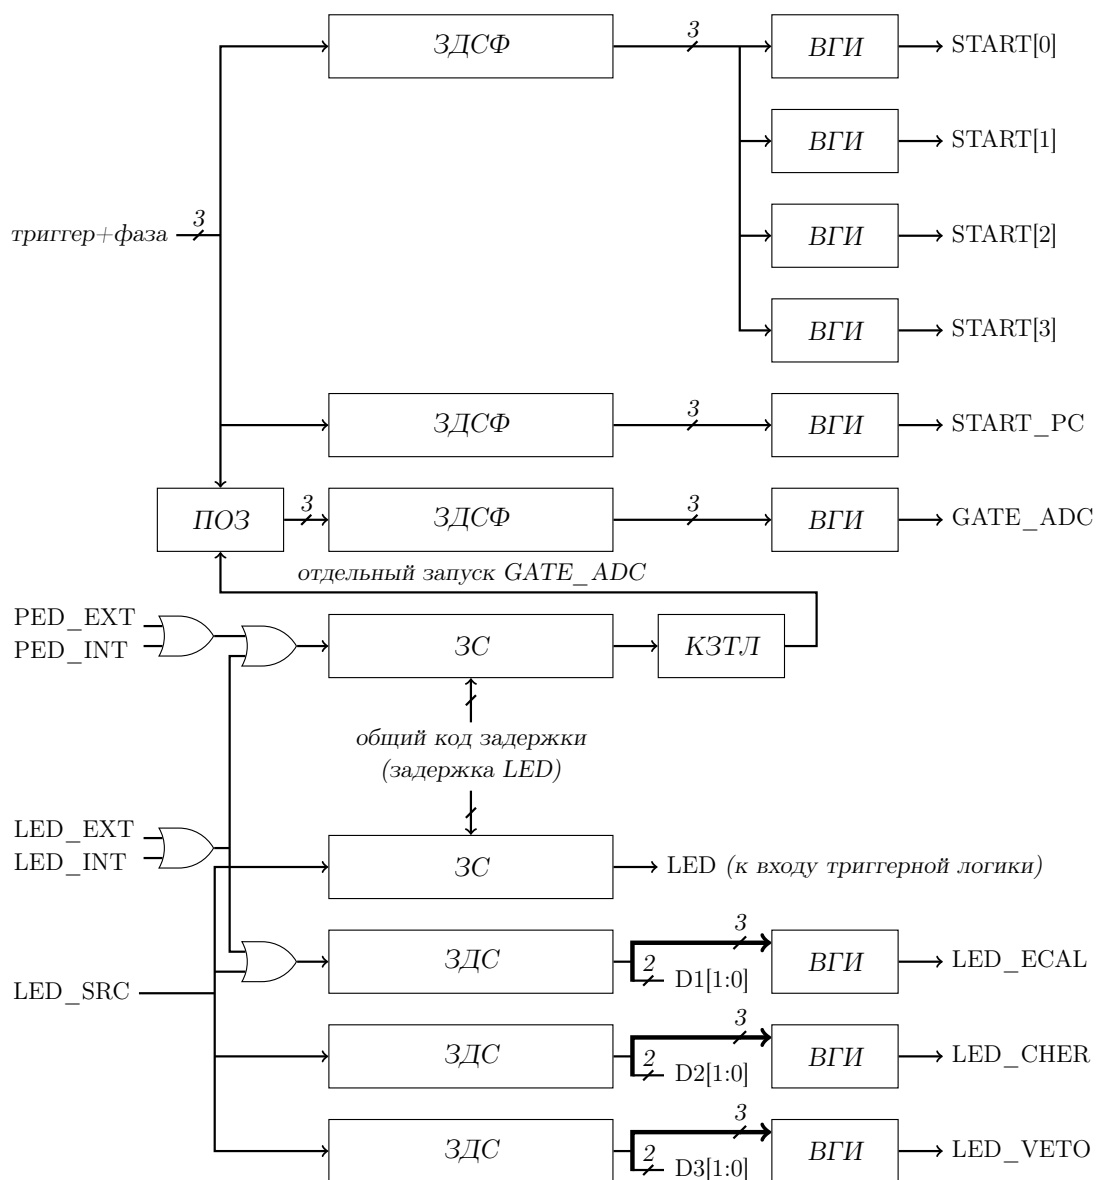 ЗДСФ
3
ВГИ
START[0]
ВГИ
START[1]
триггер+фаза
3
ВГИ
START[2]
ВГИ
START[3]
ЗДСФ
3
ВГИ
START_PC
ПОЗ
3
ЗДСФ
3
ВГИ
GATE_ADC
отдельный запуск GATE_ADC
PED_EXT
PED_INT
ЗС
КЗТЛ
общий код задержки
(задержка LED)
LED_EXT
LED_INT
ЗС
LED (к входу триггерной логики)
LED_SRC
ЗДС
3
2
D1[1:0]
ВГИ
LED_ECAL
ЗДС
3
2
D2[1:0]
ВГИ
LED_CHER
ЗДС
3
2
D3[1:0]
ВГИ
LED_VETO